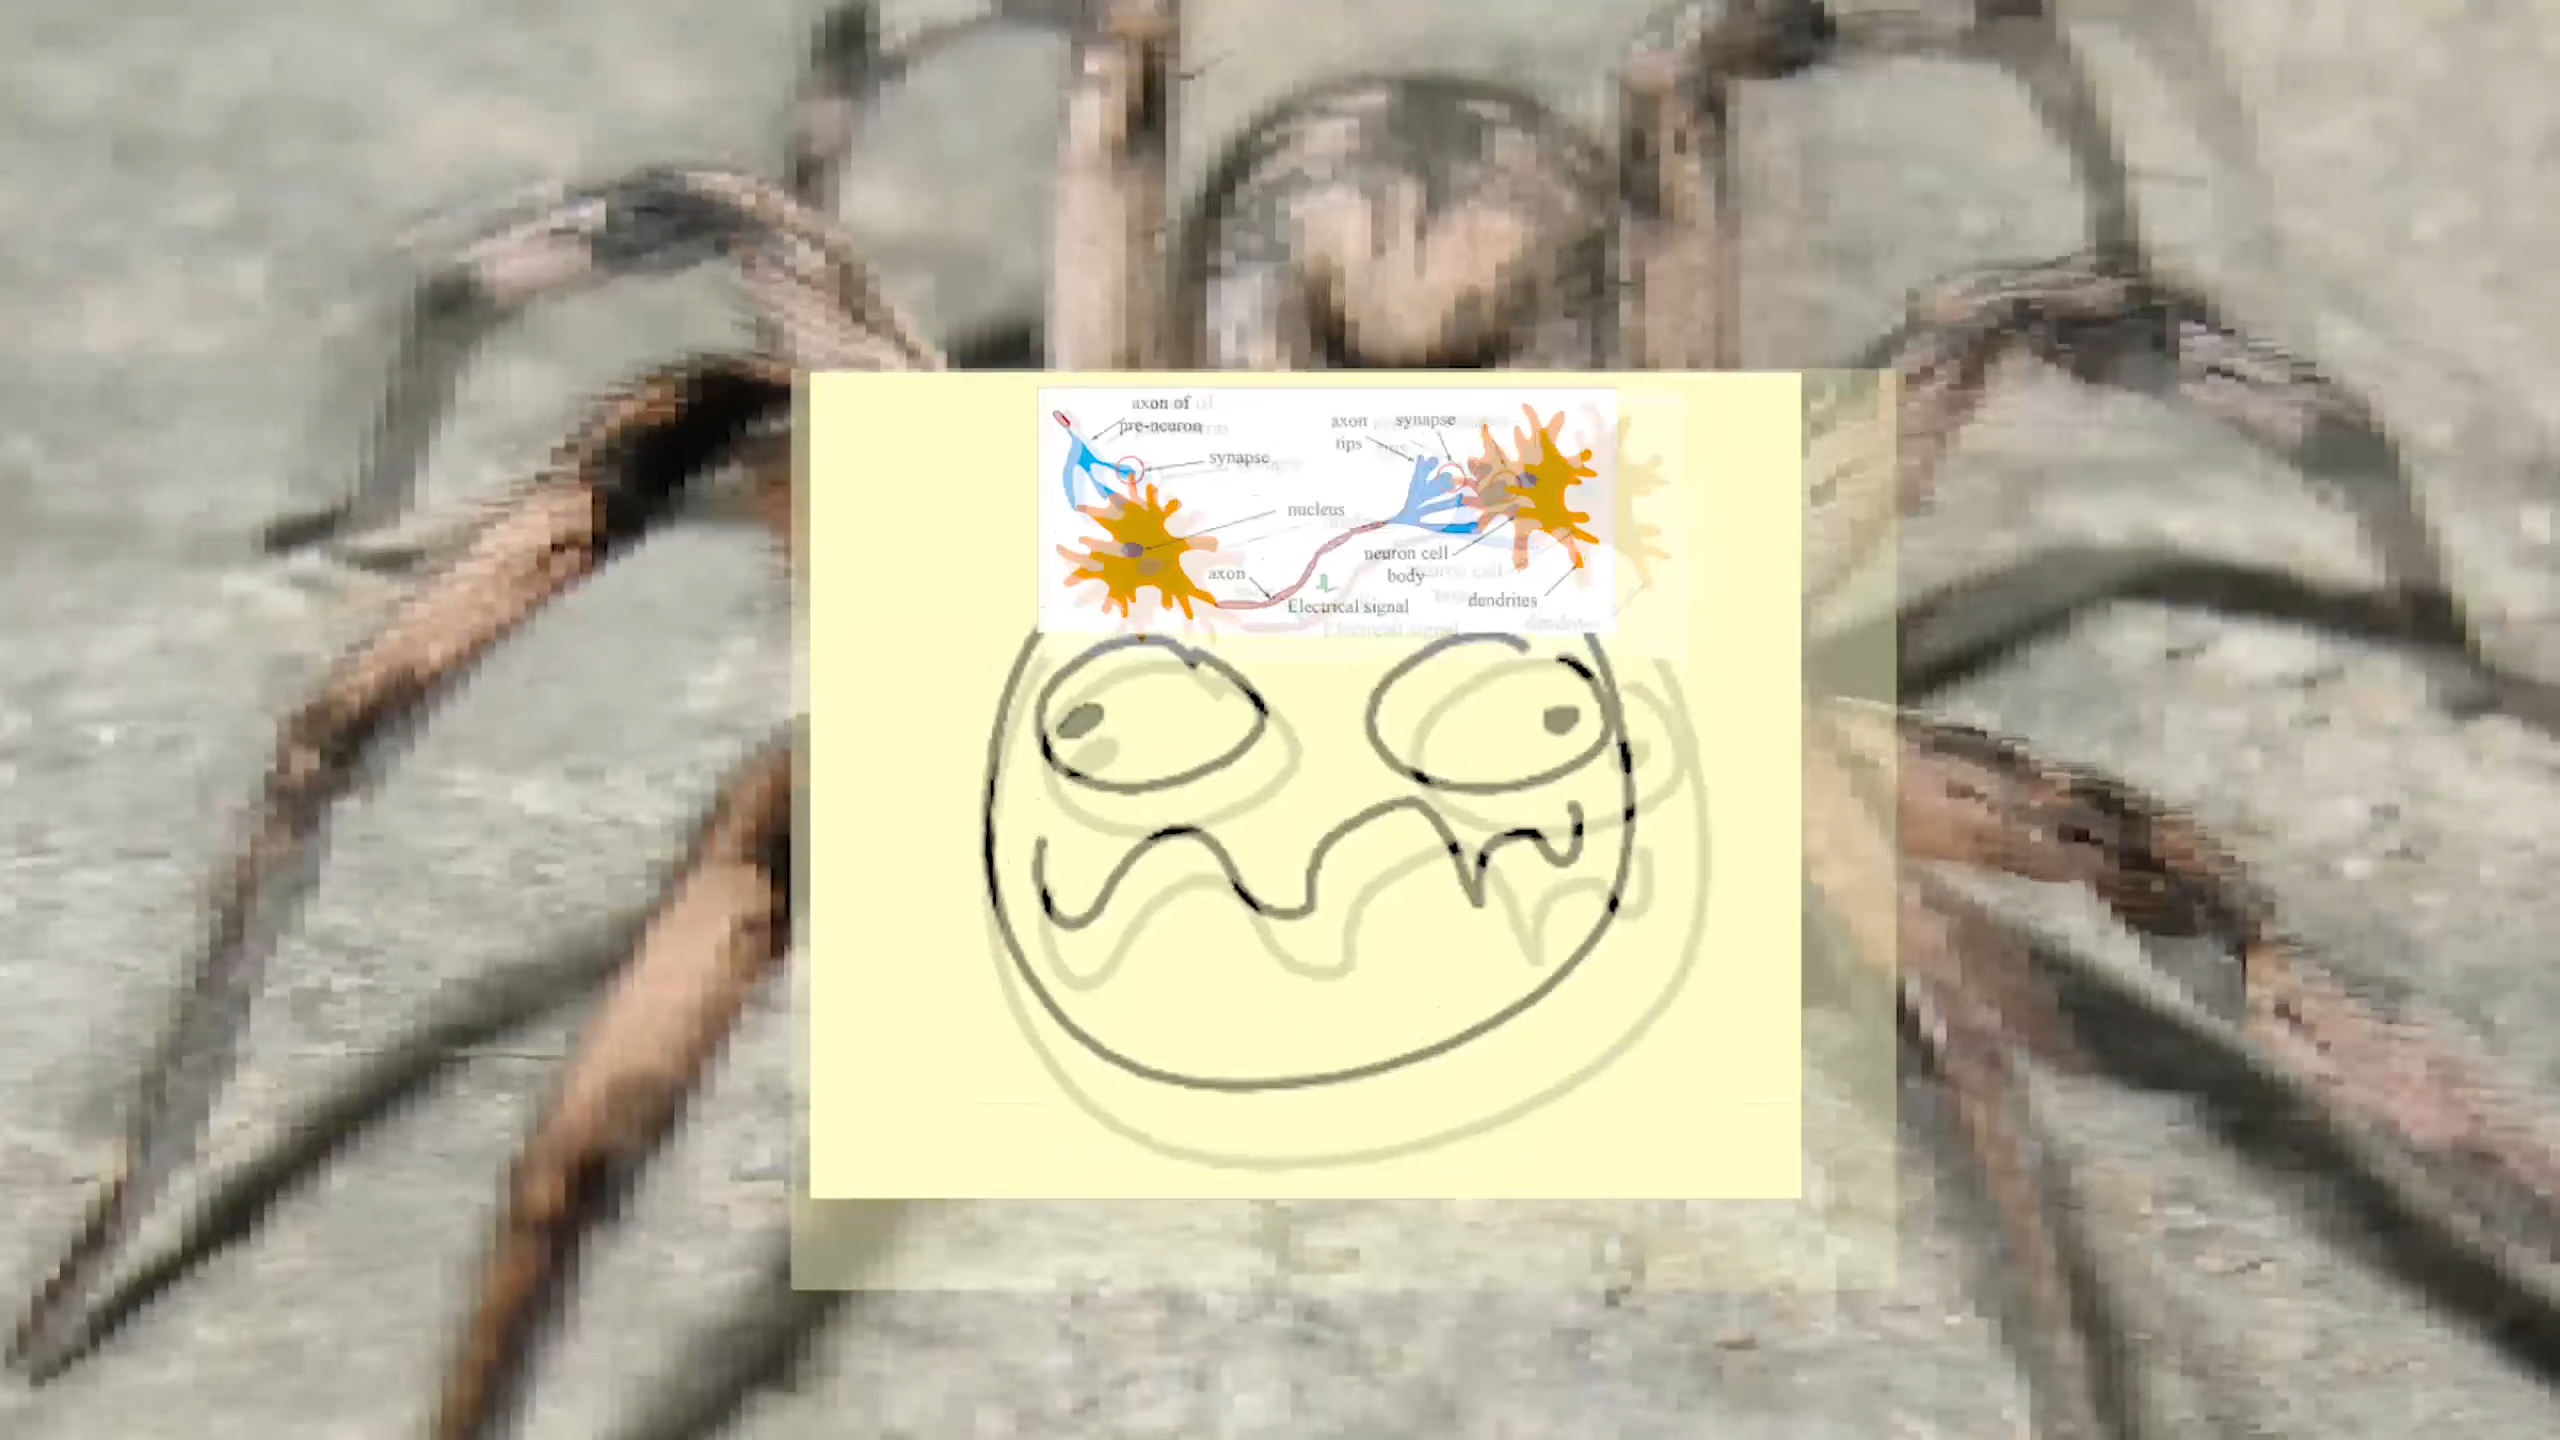 axon of
pre-neuron
synapse
nucleus
axon
Electrical signal
axon
tips
synapse
neuron cell
body
dendrites